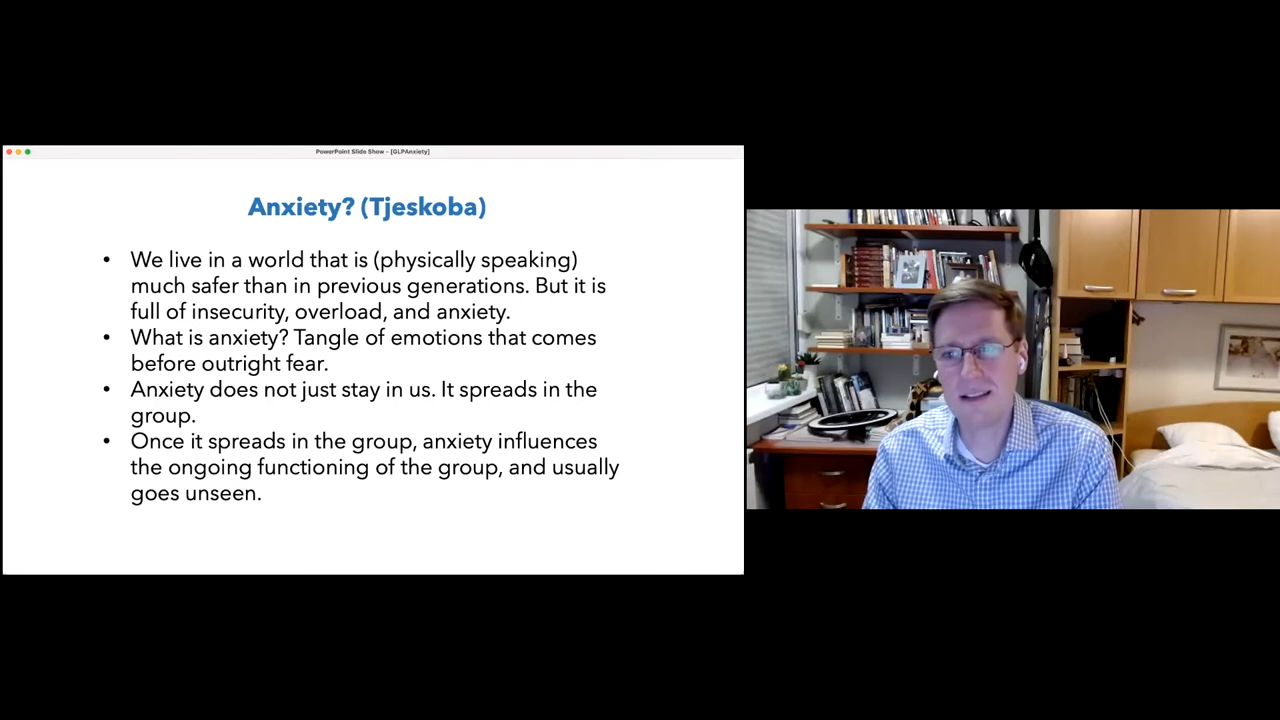 PowerPoint Slide Show - [GLPAnxiety]
Anxiety? (Tjeskoba)
• We live in a world that is (physically speaking)
much safer than in previous generations. But it is
full of insecurity, overload, and anxiety.
• What is anxiety? Tangle of emotions that comes
before outright fear.
• Anxiety does not just stay in us. It spreads in the
group.
• Once it spreads in the group, anxiety influences
the ongoing functioning of the group, and usually
goes unseen.